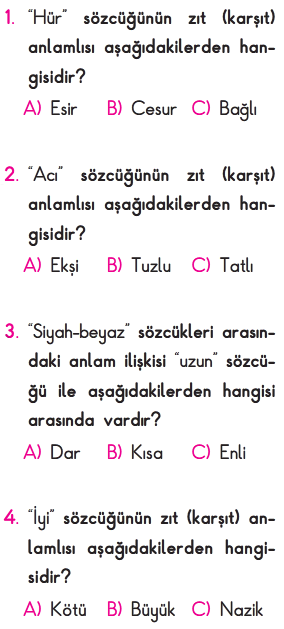 1. "Hür" sözcüğünün zıt (karşıt)
anlamlısı aşağıdakilerden han-
gisidir?
A) Esir B) Cesur C) Bağlı
2. "Acı" sözcüğünün zıt (karşıt)
anlamlısı aşağıdakilerden han-
gisidir?
A) Ekşi B) Tuzlu C) Tatlı
3. "Siyah-beyaz" sözcükleri arasın-
daki anlam ilişkisi "uzun" sözcü-
ğü ile aşağıdakilerden hangisi
arasında vardır?
A) Dar B) Kısa C) Enli
4. "İyi" sözcüğünün zıt (karşıt) an-
lamlısı aşağıdakilerden hangi-
sidir?
A) Kötü B) Büyük C) Nazik